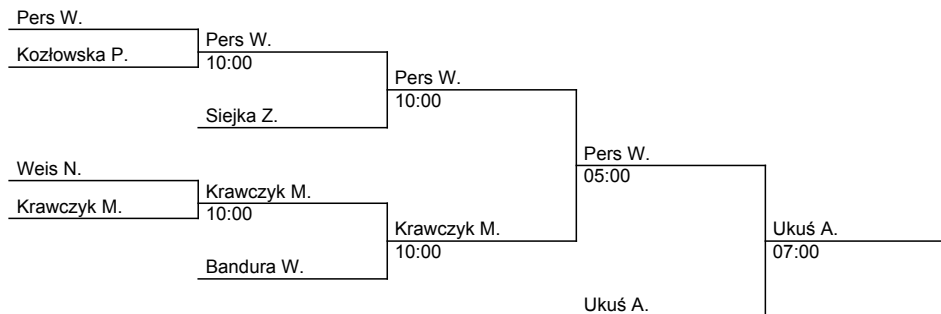 Pers W.
Kozłowska P.
Pers W.
10:00
Siejka Z.
Pers W.
10:00
Weis N.
Krawczyk M.
Krawczyk M.
10:00
Bandura W.
Krawczyk M.
10:00
Pers W.
05:00
Ukuś A.
Ukuś A.
07:00